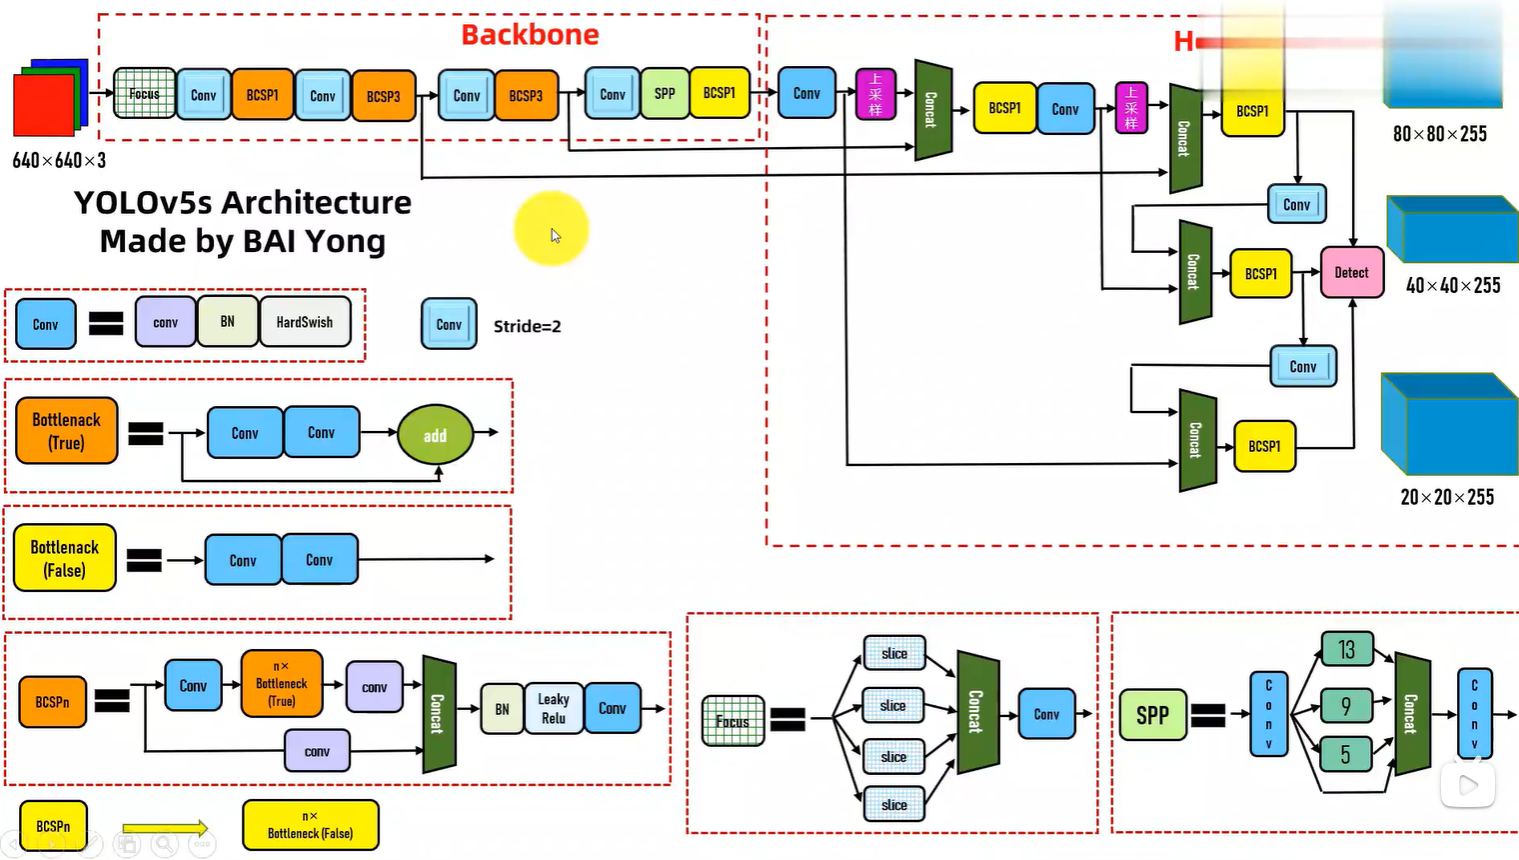 Backbone
H
Focus
Conv
BCSP1
Conv
BCSP3
Conv
BCSP3
Conv
SPP
BCSP1
Conv
上采样
Concat
BCSP1
Conv
上采样
Concat
BCSP1
80×80×255
640×640×3
YOLOv5s Architecture
Made by BAI Yong
Conv
Concat
BCSP1
Detect
40×40×255
Conv
=
conv
BN
HardSwish
Conv
Stride=2
Conv
Concat
BCSP1
20×20×255
Bottlenack
(True)
=
Conv
Conv
add
Bottlenack
(False)
=
Conv
Conv
BCSPn
=
Conv
n×
Bottleneck
(True)
conv
Concat
BN
Leaky
Relu
Conv
conv
BCSPn
n×
Bottleneck (False)
Focus
=
slice
slice
slice
slice
Concat
Conv
SPP
=
Conv
13
9
5
Concat
Conv